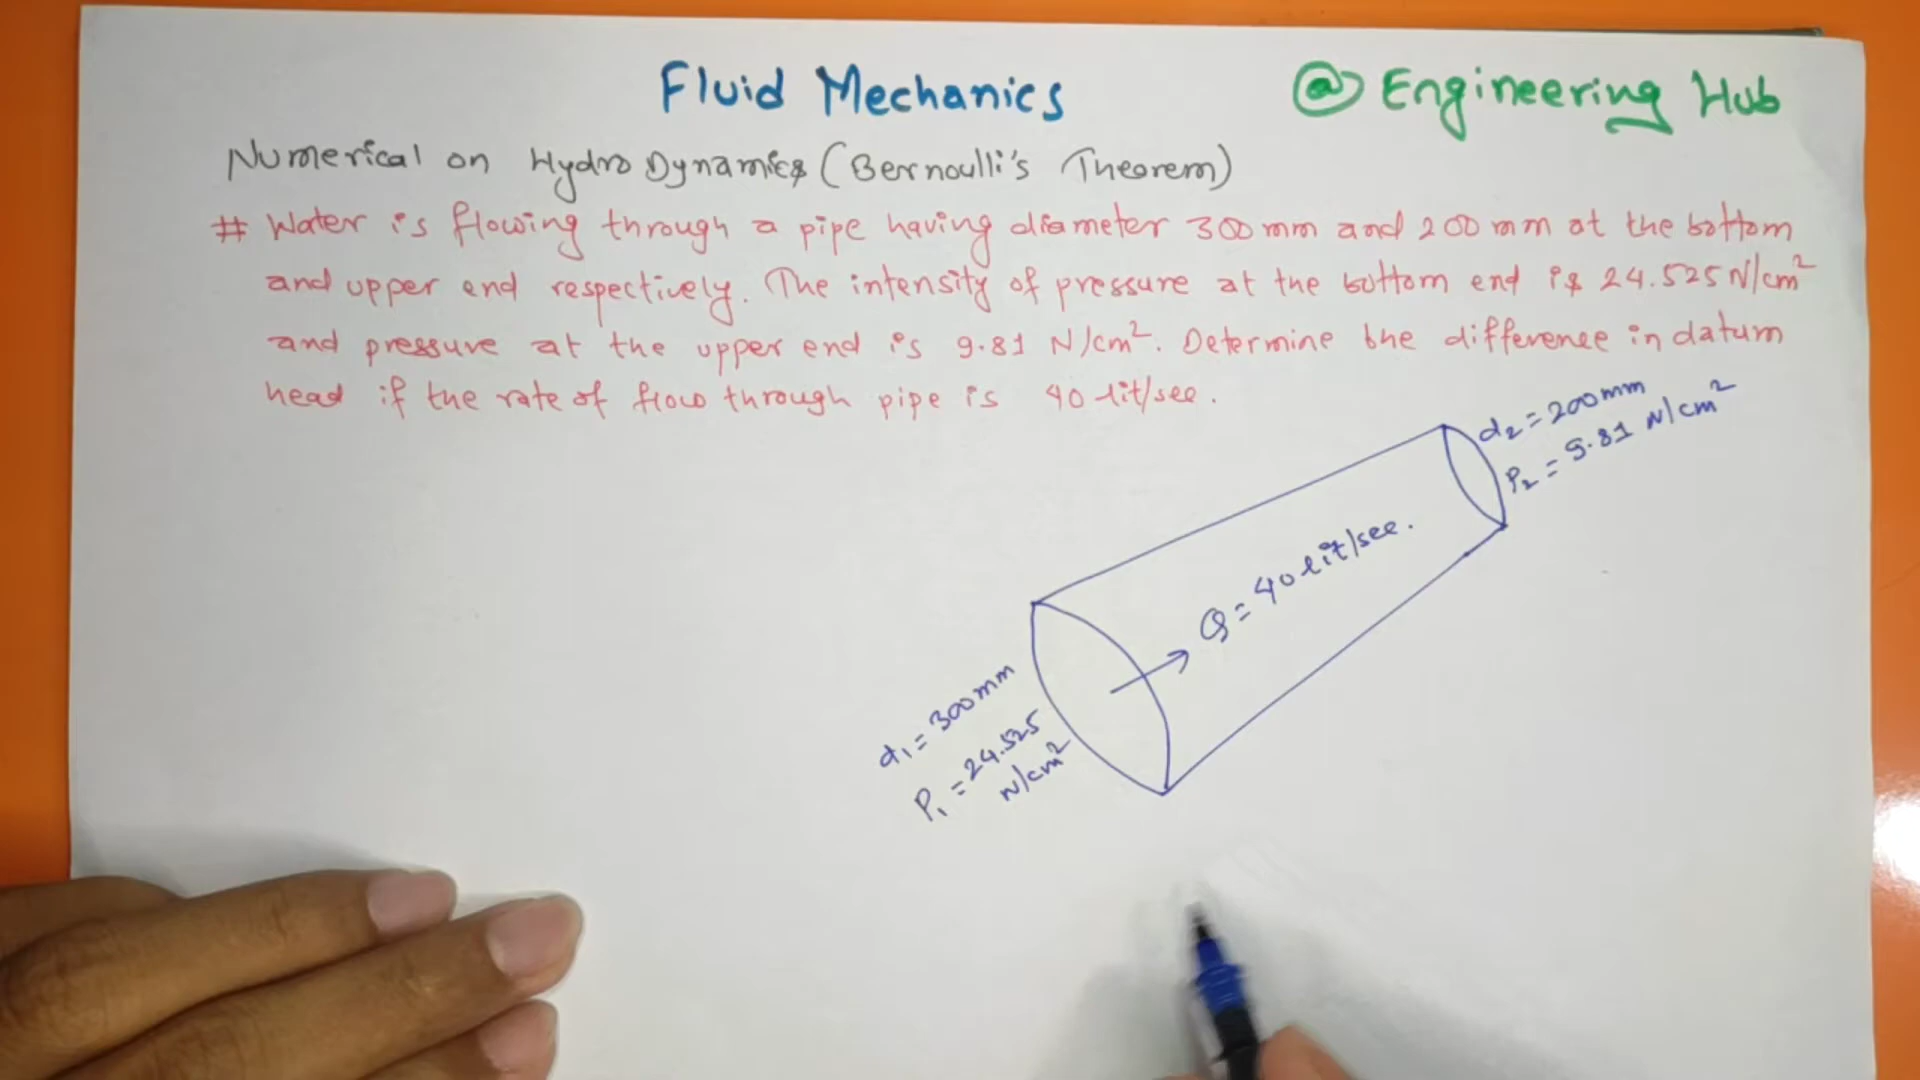 Fluid Mechanics
@ Engineering Hub
Numerical on Hydro Dynamics (Bernoulli's Theorem)
# Water is flowing through a pipe having diameter 300 mm and 200 mm at the bottom
and upper end respectively. The intensity of pressure at the bottom end is 24.525 N/cm²
and pressure at the upper end is 9.81 N/cm². Determine the difference in datum
head if the rate of flow through pipe is 40 lit/sec.
d₂ = 200mm
P₂ = 9.81 N/cm²
Q = 40 lit/sec.
d₁ = 300mm
P₁ = 24.525
N/cm²